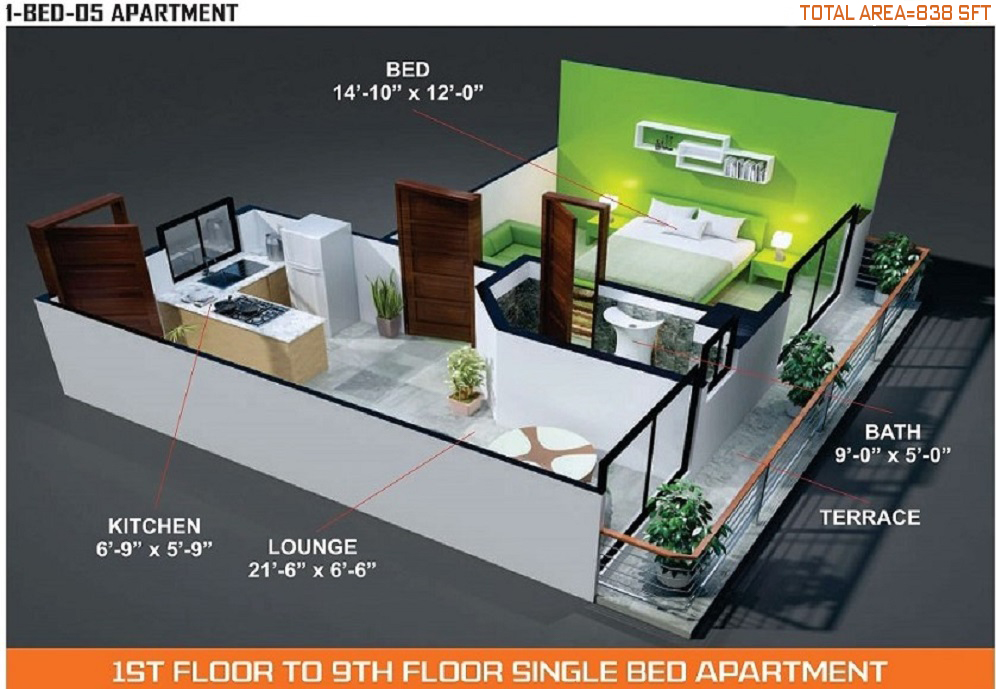 1-BED-05 APARTMENT
TOTAL AREA=838 SFT
BED
14’-10” x 12’-0”
BATH
9’-0” x 5’-0”
TERRACE
KITCHEN
6’-9” x 5’-9”
LOUNGE
21’-6” x 6’-6”
1ST FLOOR TO 9TH FLOOR SINGLE BED APARTMENT